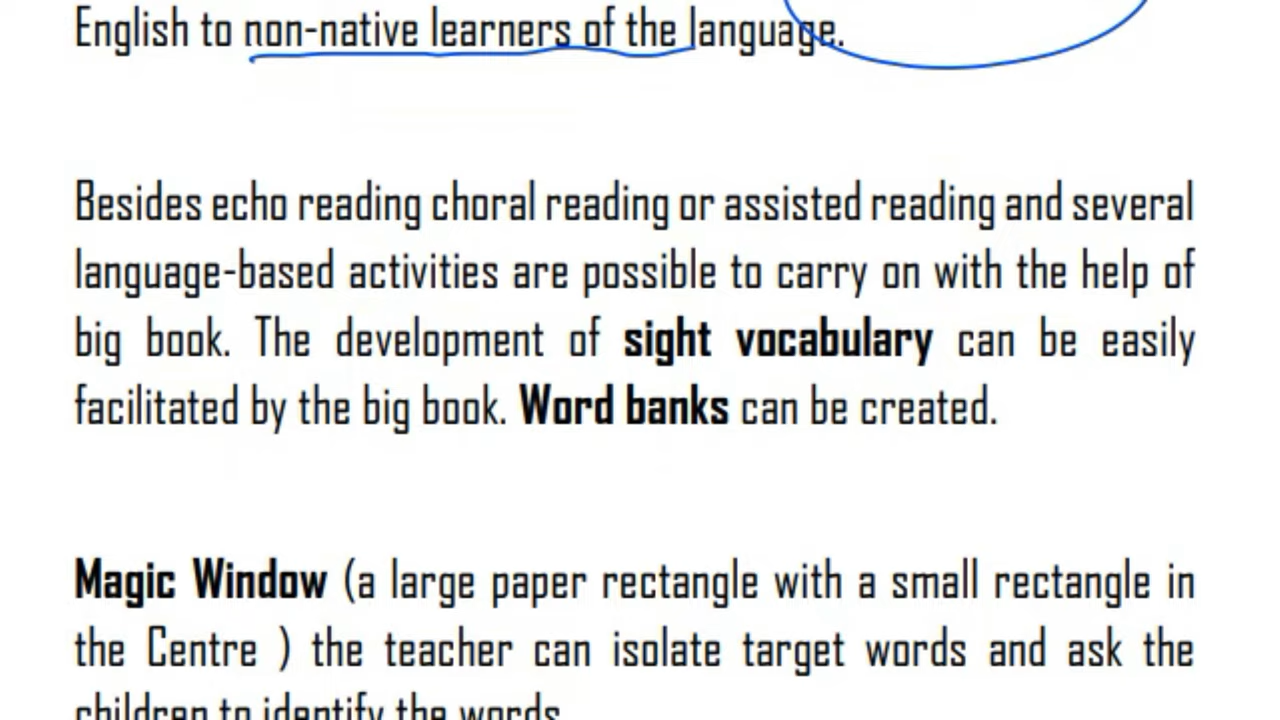 English to non-native learners of the language.
Besides echo reading choral reading or assisted reading and several
language-based activities are possible to carry on with the help of
big book. The development of sight vocabulary can be easily
facilitated by the big book. Word banks can be created.
Magic Window (a large paper rectangle with a small rectangle in
the Centre ) the teacher can isolate target words and ask the
children to identify the words.